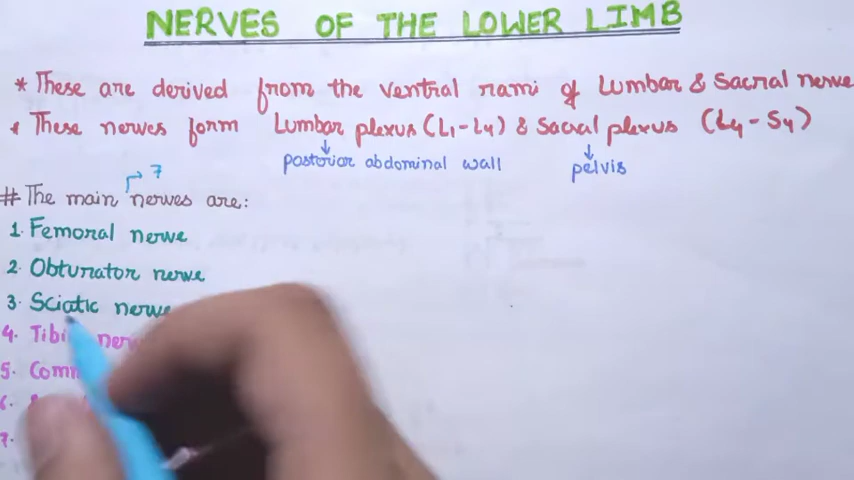 NERVES OF THE LOWER LIMB
* These are derived from the ventral rami of Lumbar & Sacral nerve
* These nerves form Lumbar plexus (L1-L4) & Sacral plexus (L4-S4)
posterior abdominal wall pelvis
7
# The main nerves are:
1. Femoral nerve
2. Obturator nerve
3. Sciatic nerve
4.
5.
6.
7.